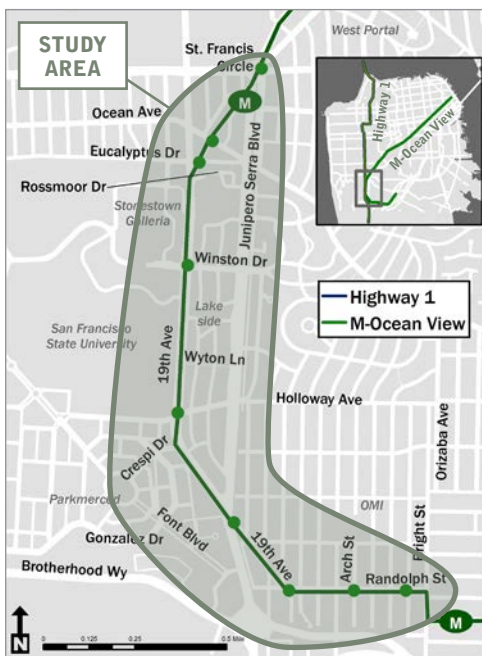 STUDY
AREA
West Portal
St. Francis
Circle
Ocean Ave
M
Eucalyptus Dr
Rossmoor Dr
Junipero Serra Blvd
Stonestown
Galleria
Winston Dr
Highway 1
M-Ocean View
Highway 1
M-Ocean View
Lake
side
San Francisco
State University
19th Ave
Wyton Ln
Holloway Ave
Orizaba Ave
Crespi Dr
Parkmerced
Font Blvd
OMI
Gonzalez Dr
19th Ave
Arch St
Bright St
Randolph St
Brotherhood Wy
M
N
0 0.125 0.25 0.5 Mile